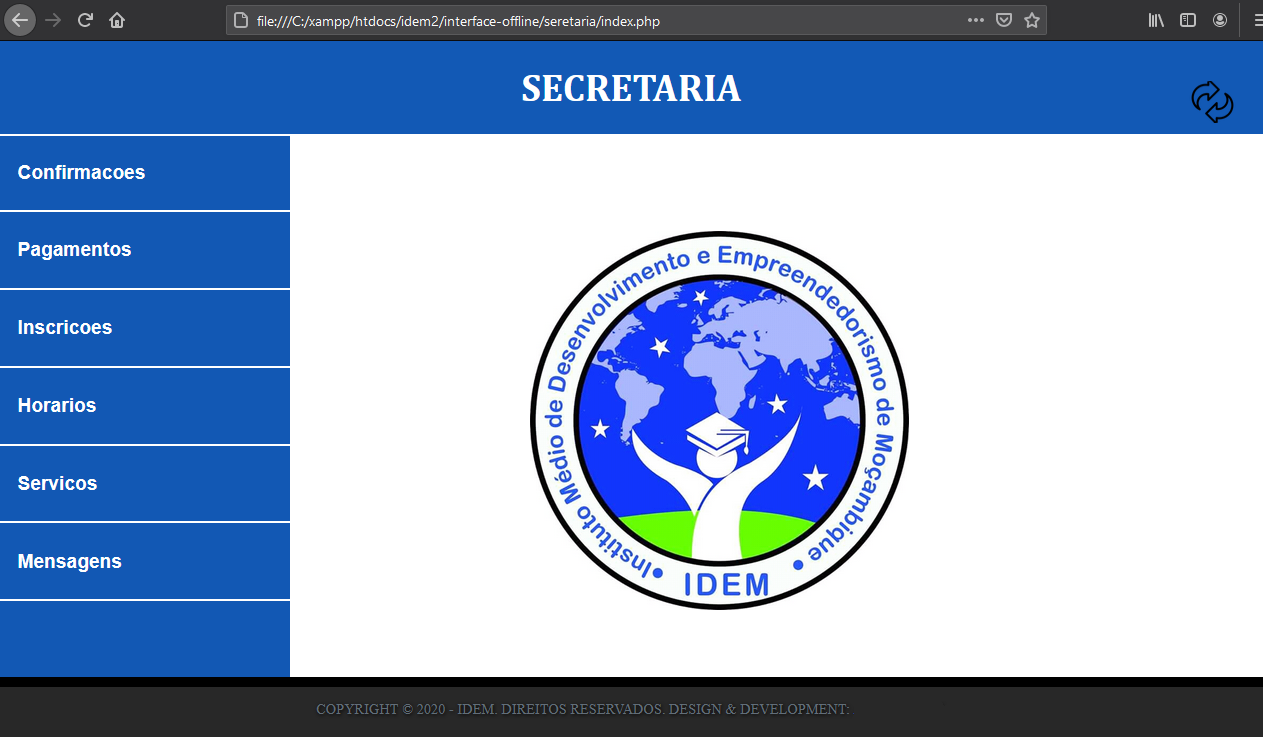 file:///C:/xampp/htdocs/idem2/interface-offline/seretaria/index.php
SECRETARIA
Confirmacoes
Pagamentos
Inscricoes
Horarios
Servicos
Mensagens
•Instituto Médio de Desenvolvimento e Empreendedorismo de Moçambique •
IDEM
COPYRIGHT © 2020 - IDEM. DIREITOS RESERVADOS. DESIGN & DEVELOPMENT: